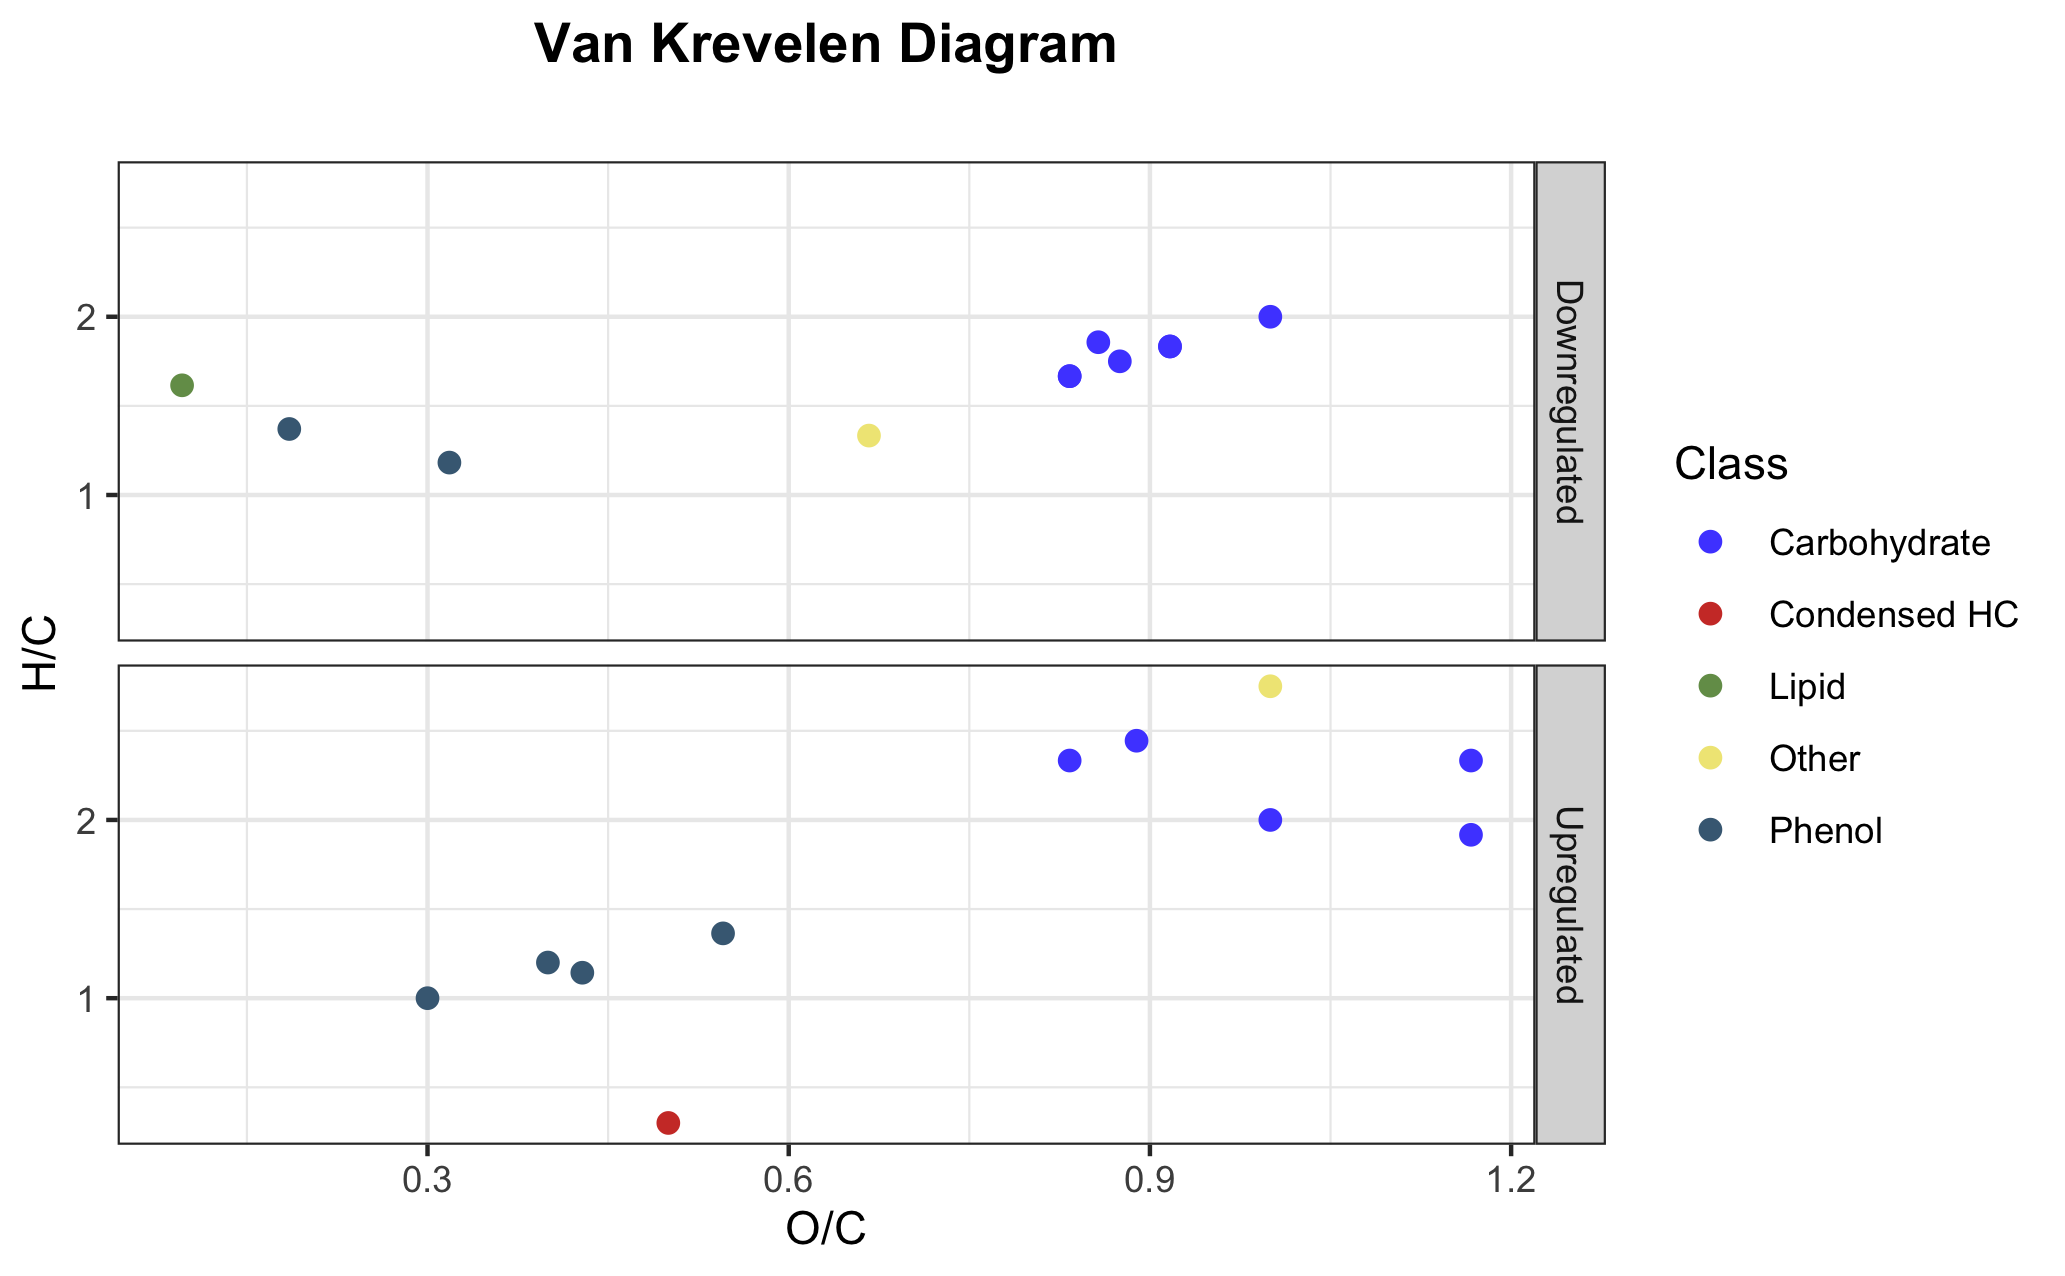 Van Krevelen Diagram
H/C
2
1
Downregulated
2
1
Upregulated
0.3 0.6 0.9 1.2
O/C
Class
Carbohydrate
Condensed HC
Lipid
Other
Phenol